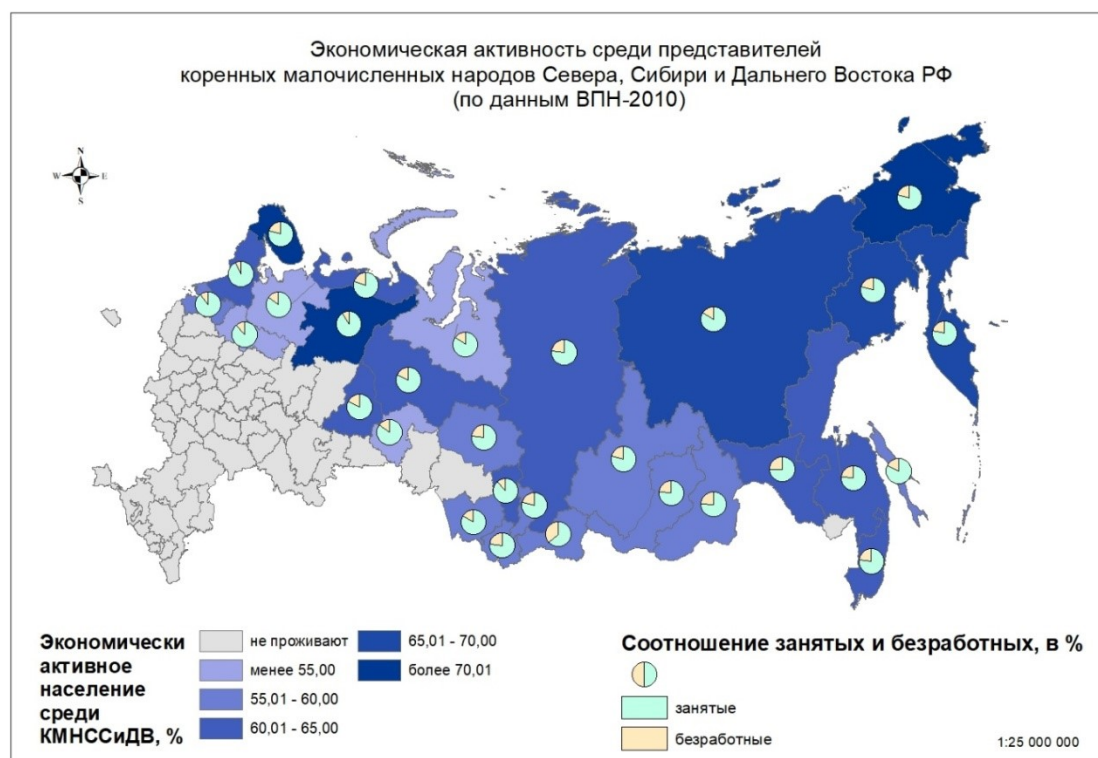 Экономическая активность среди представителей
коренных малочисленных народов Севера, Сибири и Дальнего Востока РФ
(по данным ВПН-2010)
N
W E
S
Экономически
активное
население
среди
КМНССиДВ, %
не проживают
менее 55,00
55,01 - 60,00
60,01 - 65,00
65,01 - 70,00
более 70,01
Соотношение занятых и безработных, в %
занятые
безработные
1:25 000 000